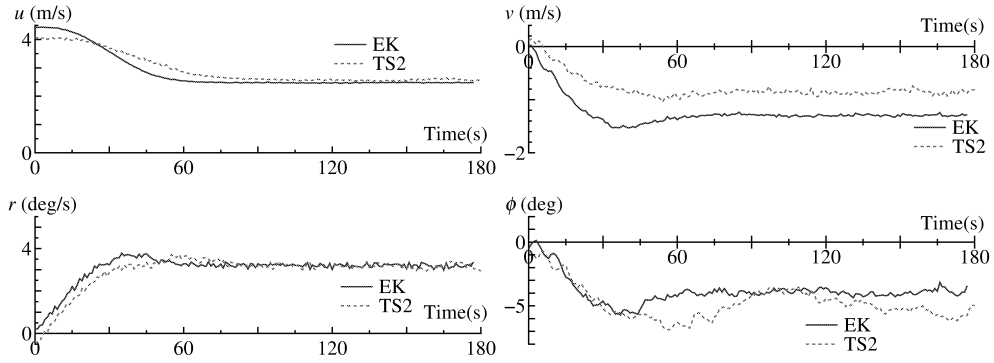 u (m/s)
4
EK
TS2
Time(s)
0
0 60 120 180
v (m/s)
Time(s)
0
0 60 120 180
EK
TS2
−2
r (deg/s)
4
EK
TS2
Time(s)
0
0 60 120 180
ϕ (deg)
Time(s)
0
0 60 120 180
−5
EK
TS2